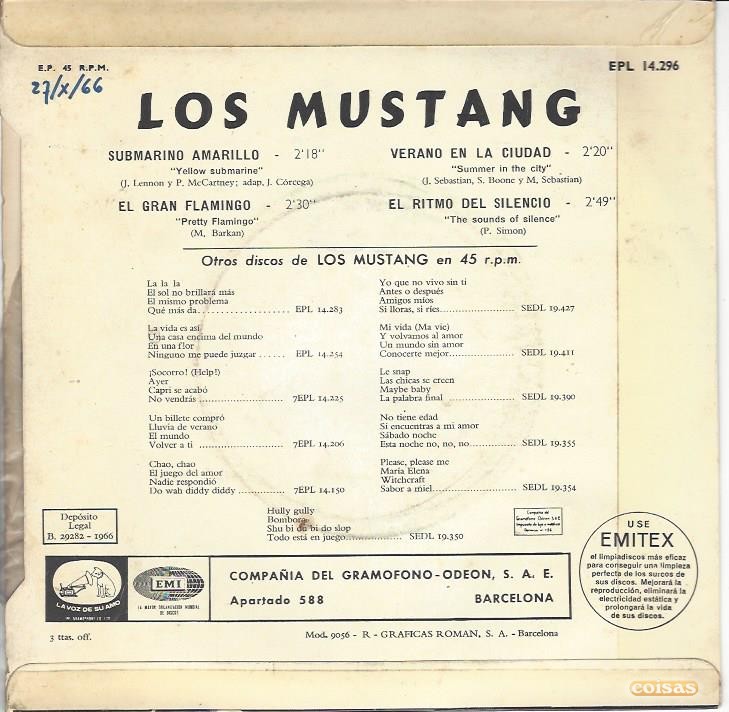 E.P. 45 R.P.M.
EPL 14.296
27/X/66
LOS MUSTANG
SUBMARINO AMARILLO - 2'18"
"Yellow submarine"
(J. Lennon y P. McCartney; adap, J. Córcega)
VERANO EN LA CIUDAD - 2'20"
"Summer in the city"
(J. Sebastian, S. Boone y M. Sebastian)
EL GRAN FLAMINGO - 2'30"
"Pretty Flamingo"
(M. Barkan)
EL RITMO DEL SILENCIO - 2'49"
"The sounds of silence"
(P. Simon)
Otros discos de LOS MUSTANG en 45 r.p.m.
La la la
El sol no brillará más
El mismo problema
Qué más da..................... EPL 14.283
La vida es así
Una casa encima del mundo
En una flor
Ninguno me puede juzgar ...... EPL 14.254
¡Socorro! (Help!)
Ayer
Capri se acabó
No vendrás ..................... 7EPL 14.225
Un billete compró
Lluvia de verano
El mundo
Volver a ti ..................... 7EPL 14.206
Chao, chao
El juego del amor
Nadie respondió
Do wah diddy diddy ............ 7EPL 14.150
Yo que no vivo sin ti
Antes o después
Amigos míos
Si lloras, si ríes..................... SEDL 19.427
Mi vida (Ma vie)
Y volvamos al amor
Un mundo sin amor
Conocerte mejor.................. SEDL 19.411
Le snap
Las chicas se creen
Maybe baby
La palabra final .................. SEDL 19.390
No tiene edad
Si encuentras a mi amor
Sábado noche
Esta noche no, no, no............ SEDL 19.355
Please, please me
María Elena
Witchcraft
Sabor a miel..................... SEDL 19.354
Hully gully
Bombora
Shu bi du bi do slop
Todo está en juego.................. SEDL 19.350
Depósito
Legal
B. 29282 - 1966
USE
EMITEX
el limpiadiscos más eficaz
para conseguir una limpieza
perfecta de los surcos de
sus discos. Mejorará la
reproducción, eliminará la
electricidad estática y
prolongará la vida
de sus discos.
LA VOZ DE SU AMO
EMI
LA MAYOR ORGANIZACION MUNDIAL
DE DISCOS
COMPAÑIA DEL GRAMOFONO-ODEON, S. A. E.
Apartado 588 BARCELONA
3 ttas. off.
Mod. 9056 - R - GRAFICAS ROMAN, S. A. - Barcelona
coisas